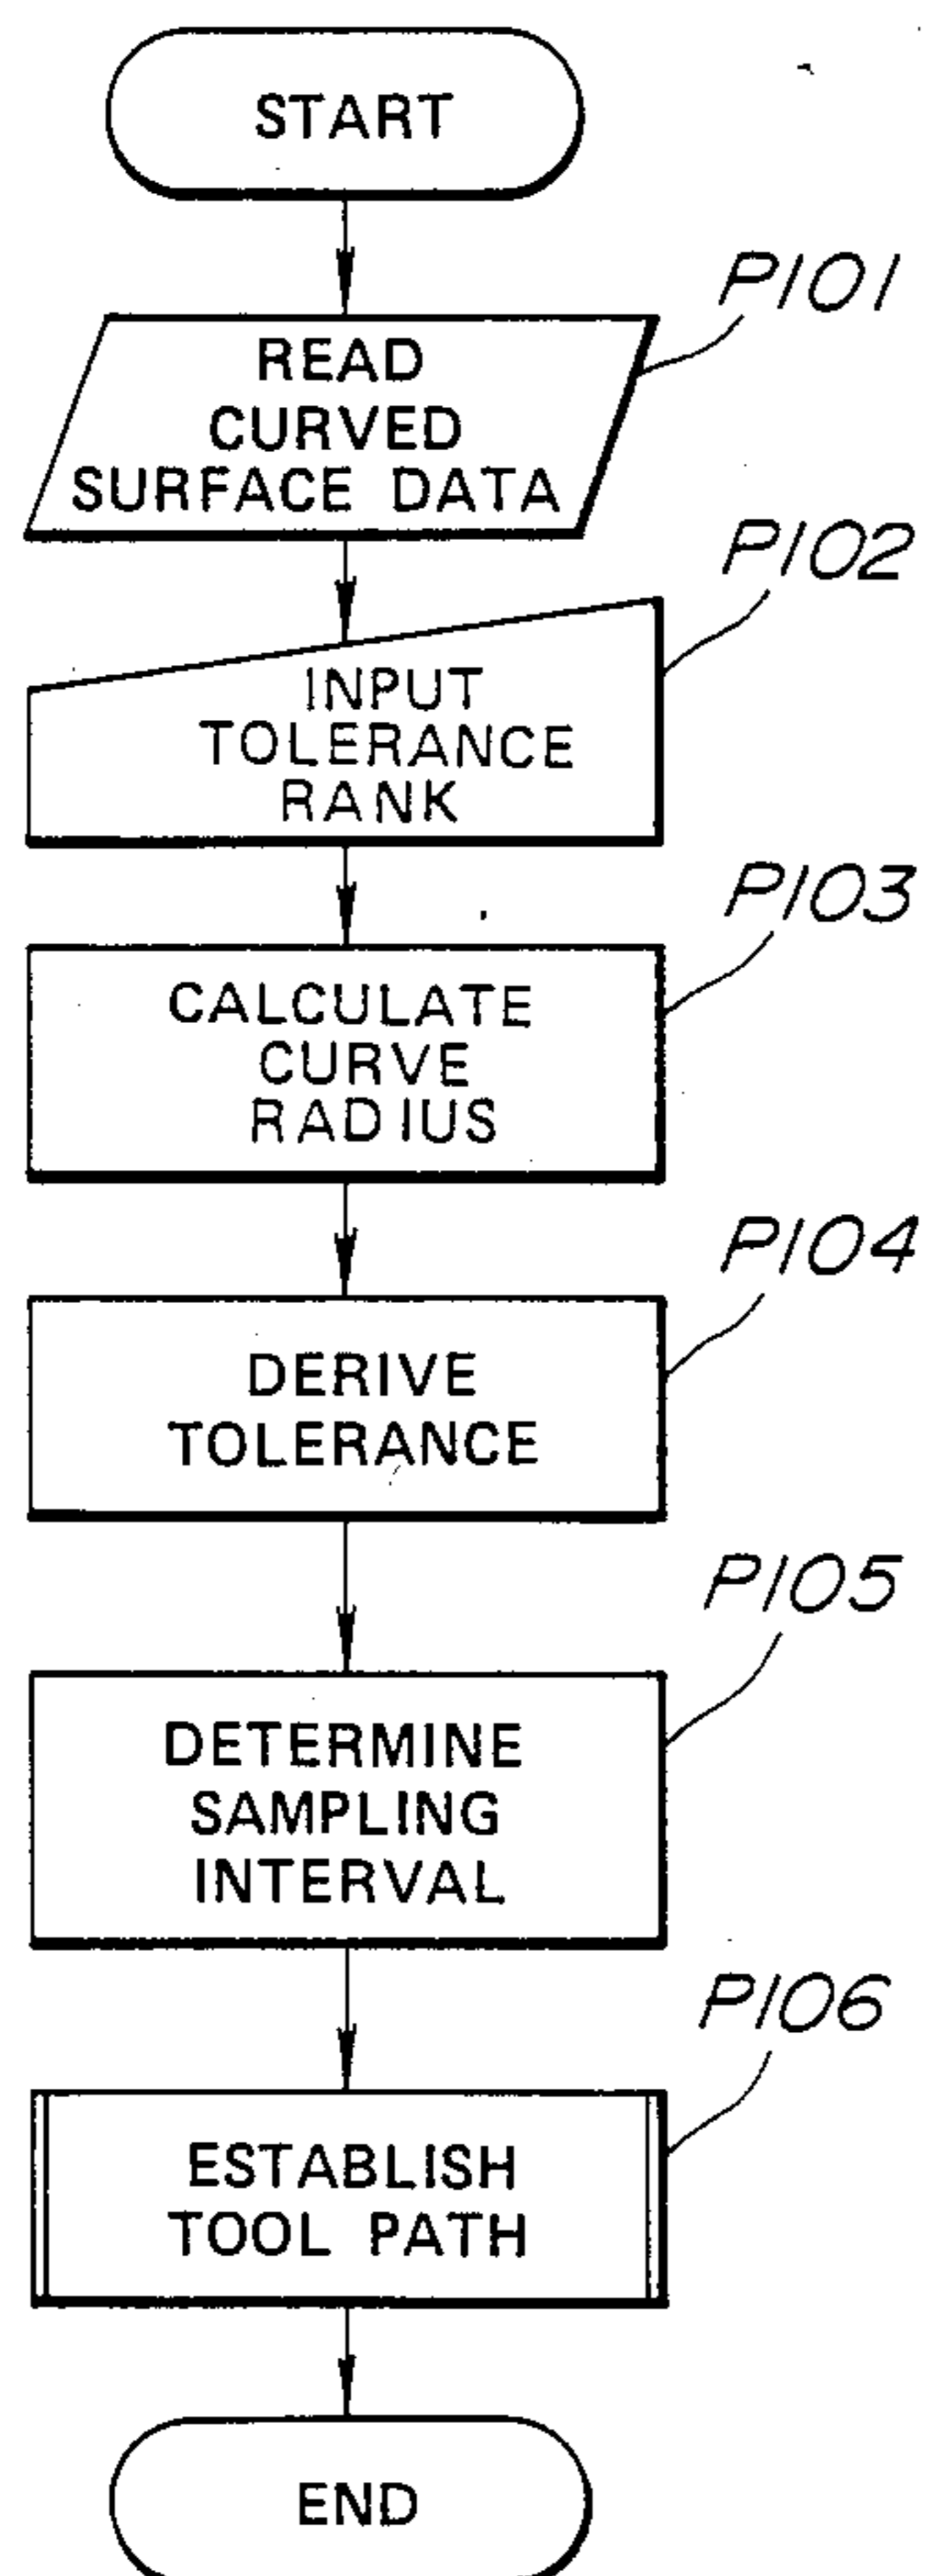 START
P101
READ
CURVED
SURFACE DATA
P102
INPUT
TOLERANCE
RANK
P103
CALCULATE
CURVE
RADIUS
P104
DERIVE
TOLERANCE
P105
DETERMINE
SAMPLING
INTERVAL
P106
ESTABLISH
TOOL PATH
END